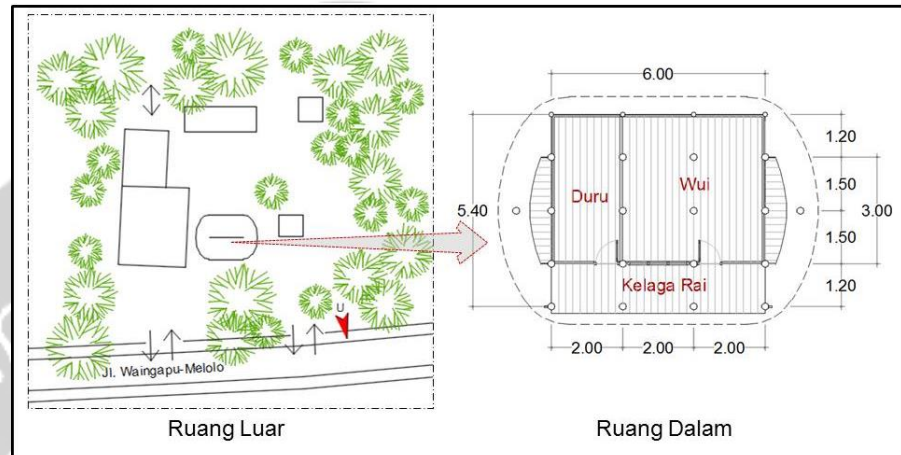 U
Jl. Waingapu-Melolo
Ruang Luar
6.00
1.20
Duru
Wui
1.50
5.40
3.00
1.50
Kelaga Rai
1.20
2.00
2.00
2.00
Ruang Dalam